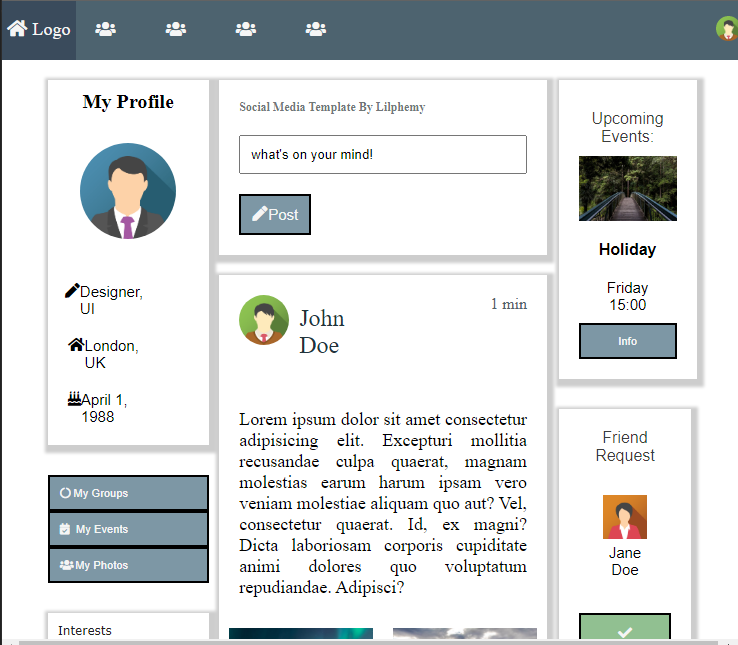 Logo
My Profile
Designer,
UI
London,
UK
April 1,
1988
My Groups
My Events
My Photos
Interests
Social Media Template By Lilphemy
what's on your mind!
Post
John
Doe
1 min
Lorem ipsum dolor sit amet consectetur
adipisicing elit. Excepturi mollitia
recusandae culpa quaerat, magnam
molestias earum harum ipsam vero
veniam molestiae aliquam quo aut? Vel,
consectetur quaerat. Id, ex magni?
Dicta laboriosam corporis cupiditate
animi dolores quo voluptatum
repudiandae. Adipisci?
Upcoming
Events:
Holiday
Friday
15:00
Info
Friend
Request
Jane
Doe